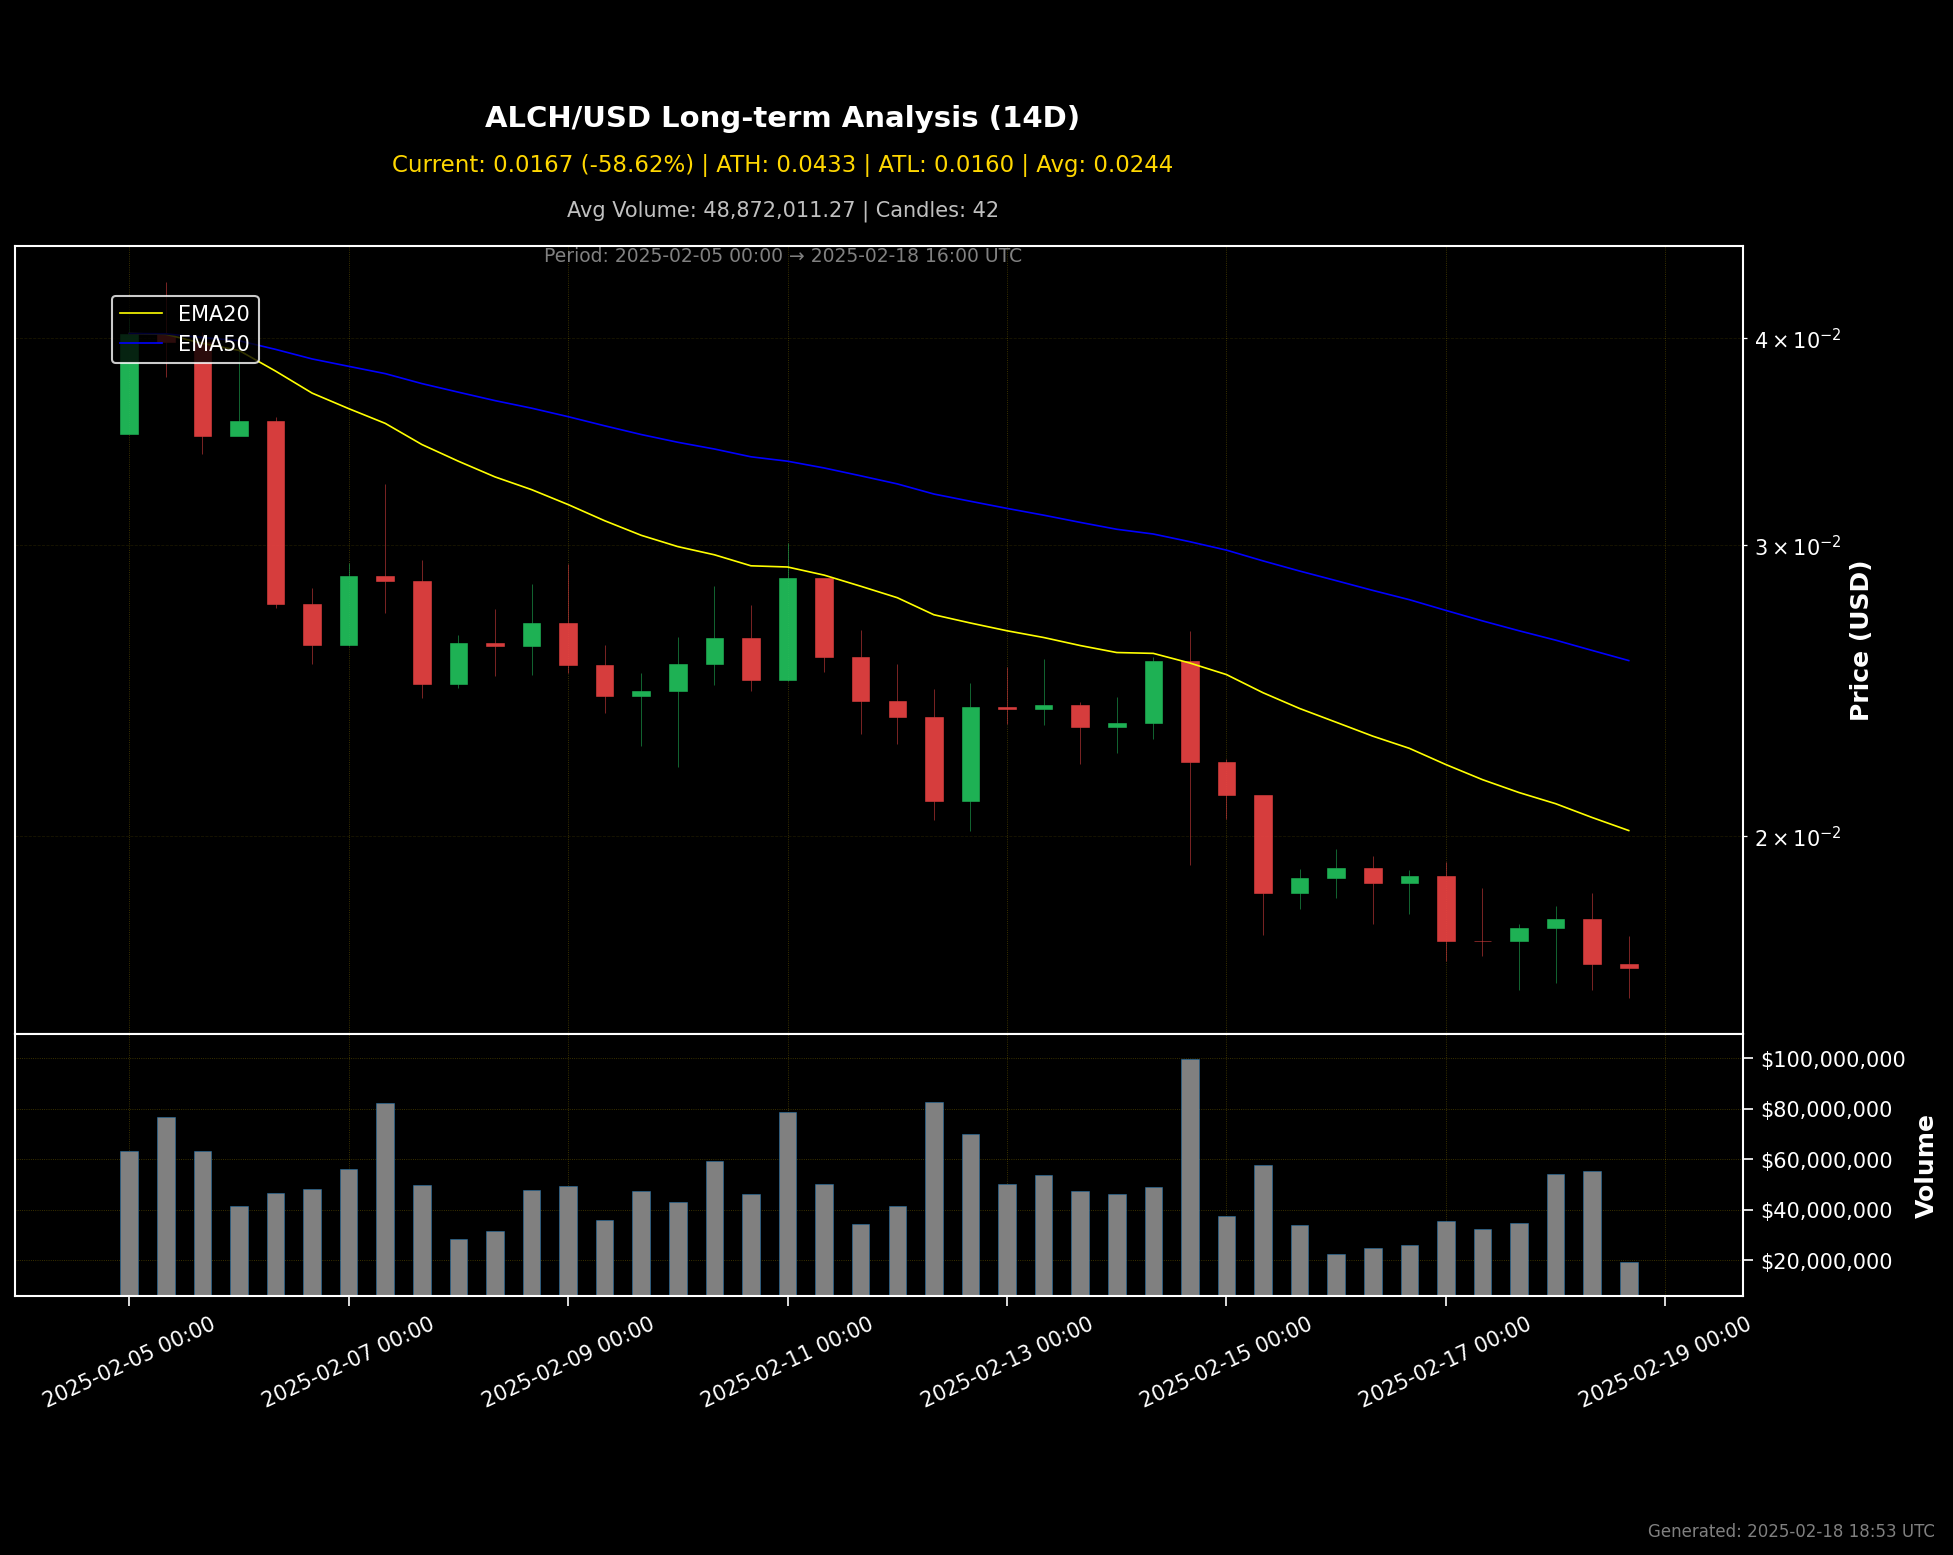 ALCH/USD Long-term Analysis (14D)
Current: 0.0167 (-58.62%) | ATH: 0.0433 | ATL: 0.0160 | Avg: 0.0244
Avg Volume: 48,872,011.27 | Candles: 42
Period: 2025-02-05 00:00 → 2025-02-18 16:00 UTC
EMA20
EMA50
4 × 10⁻²
3 × 10⁻²
2 × 10⁻²
Price (USD)
$100,000,000
$80,000,000
$60,000,000
$40,000,000
$20,000,000
Volume
2025-02-05 00:00
2025-02-07 00:00
2025-02-09 00:00
2025-02-11 00:00
2025-02-13 00:00
2025-02-15 00:00
2025-02-17 00:00
2025-02-19 00:00
Generated: 2025-02-18 18:53 UTC